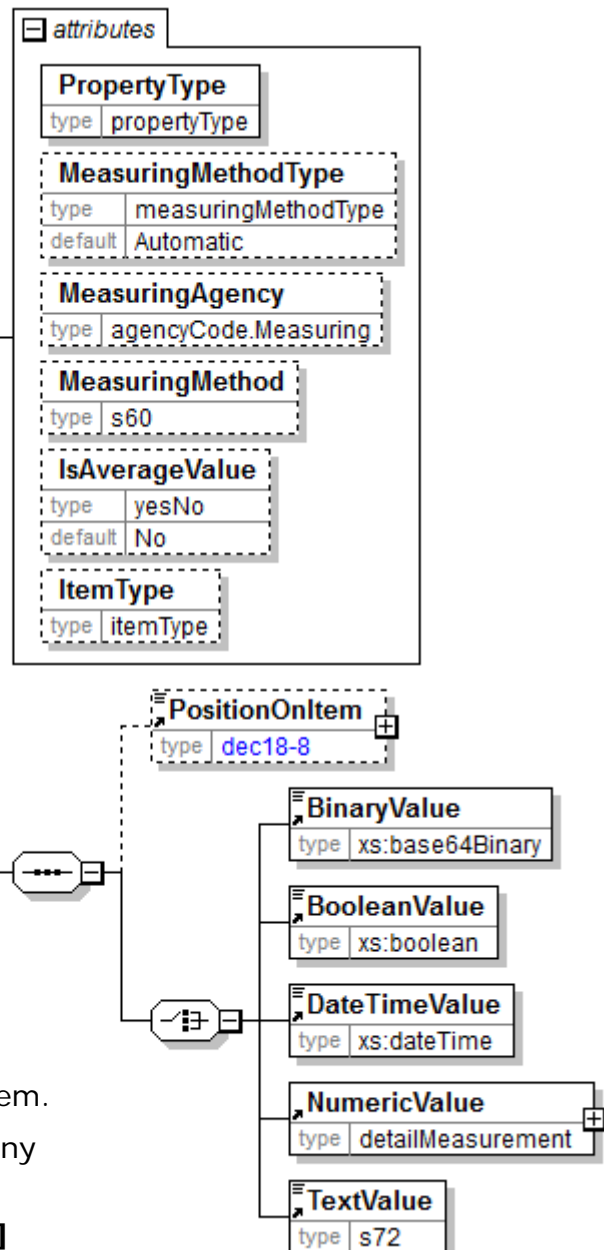 attributes
PropertyType
type propertyType
MeasuringMethodType
type measuringMethodType
default Automatic
MeasuringAgency
type agencyCode.Measuring
MeasuringMethod
type s60
IsAverageValue
type yesNo
default No
ItemType
type itemType
PositionOnItem
type dec18-8
BinaryValue
type xs:base64Binary
BooleanValue
type xs:boolean
DateTimeValue
type xs:dateTime
em.
NumericValue
ny
type detailMeasurement
TextValue
type s72